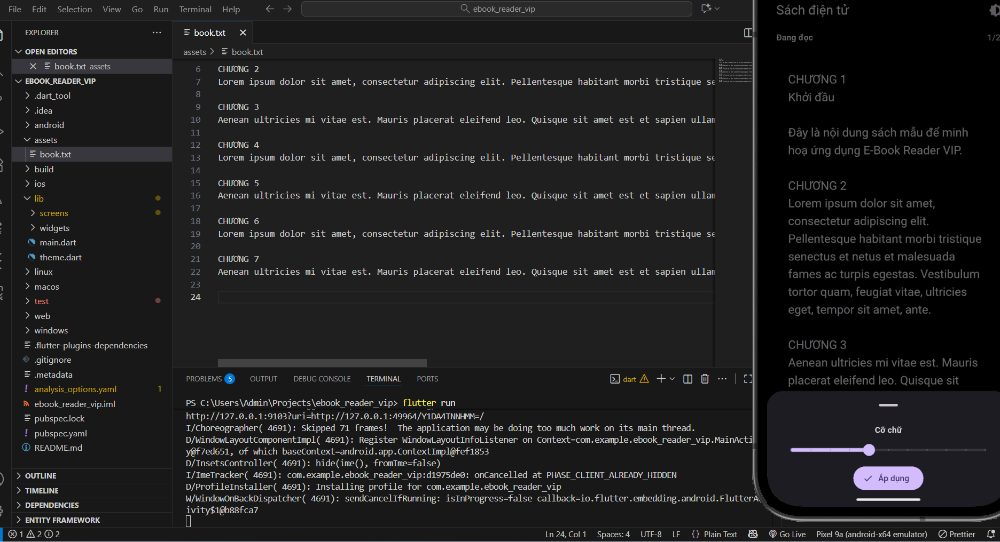 File Edit Selection View Go Run Terminal Help
ebook_reader_vip
EXPLORER
OPEN EDITORS
book.txt assets
EBOOK_READER_VIP
.dart_tool
.idea
android
assets
book.txt
build
ios
lib
screens
widgets
main.dart
theme.dart
linux
macos
test
web
windows
.flutter-plugins-dependencies
.gitignore
.metadata
analysis_options.yaml 1
ebook_reader_vip.iml
pubspec.lock
pubspec.yaml
README.md
OUTLINE
TIMELINE
DEPENDENCIES
ENTITY FRAMEWORK
book.txt
assets > book.txt
6 CHƯƠNG 2
7 Lorem ipsum dolor sit amet, consectetur adipiscing elit. Pellentesque habitant morbi tristique se
8
9 CHƯƠNG 3
10 Aenean ultricies mi vitae est. Mauris placerat eleifend leo. Quisque sit amet est et sapien ullam
11
12 CHƯƠNG 4
13 Lorem ipsum dolor sit amet, consectetur adipiscing elit. Pellentesque habitant morbi tristique se
14
15 CHƯƠNG 5
16 Aenean ultricies mi vitae est. Mauris placerat eleifend leo. Quisque sit amet est et sapien ullam
17
18 CHƯƠNG 6
19 Lorem ipsum dolor sit amet, consectetur adipiscing elit. Pellentesque habitant morbi tristique se
20
21 CHƯƠNG 7
22 Aenean ultricies mi vitae est. Mauris placerat eleifend leo. Quisque sit amet est et sapien ullam
23
24
PROBLEMS 5 OUTPUT DEBUG CONSOLE TERMINAL PORTS
dart
PS C:\Users\Admin\Projects\ebook_reader_vip> flutter run
http://127.0.0.1:9103?uri=http://127.0.0.1:49964/Y1DA4TNNHMM=/
I/Choreographer( 4691): Skipped 71 frames! The application may be doing too much work on its main thread.
D/WindowLayoutComponentImpl( 4691): Register WindowLayoutInfoListener on Context=com.example.ebook_reader_vip.MainActi
y@f7ed651, of which baseContext=android.app.ContextImpl@fef1853
D/InsetsController( 4691): hide(ime(), fromIme=false)
I/ImeTracker( 4691): com.example.ebook_reader_vip:d1975de0: onCancelled at PHASE_CLIENT_ALREADY_HIDDEN
D/ProfileInstaller( 4691): Installing profile for com.example.ebook_reader_vip
W/WindowOnBackDispatcher( 4691): sendCancelIfRunning: isInProgress=false callback=io.flutter.embedding.android.FlutterA
ivity$1@b88fca7
Sách điện tử
Đang đọc 1/2
CHƯƠNG 1
Khởi đầu
Đây là nội dung sách mẫu để minh
hoạ ứng dụng E-Book Reader VIP.
CHƯƠNG 2
Lorem ipsum dolor sit amet,
consectetur adipiscing elit.
Pellentesque habitant morbi tristique
senectus et netus et malesuada
fames ac turpis egestas. Vestibulum
tortor quam, feugiat vitae, ultricies
eget, tempor sit amet, ante.
CHƯƠNG 3
Aenean ultricies mi vitae est. Mauris
placerat eleifend leo. Quisque sit
Cỡ chữ
Áp dụng
1 2 2 Ln 24, Col 1 Spaces: 4 UTF-8 LF {} Plain Text Go Live Pixel 9a (android-x64 emulator) Prettier